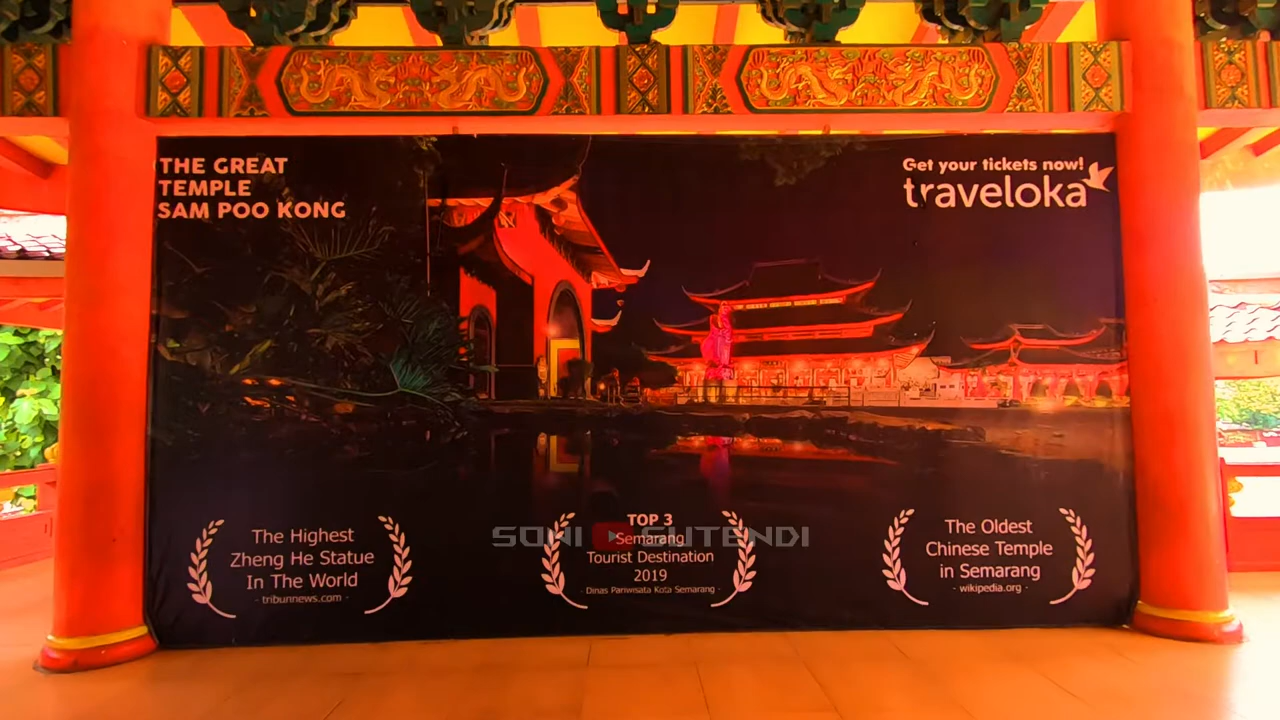 THE GREAT
TEMPLE
SAM POO KONG
Get your tickets now!
traveloka
The Highest
Zheng He Statue
In The World
- tribunnews.com -
TOP 3
Semarang
Tourist Destination
2019
- Dinas Pariwisata Kota Semarang -
SONI SUTENDI
The Oldest
Chinese Temple
in Semarang
- wikipedia.org -